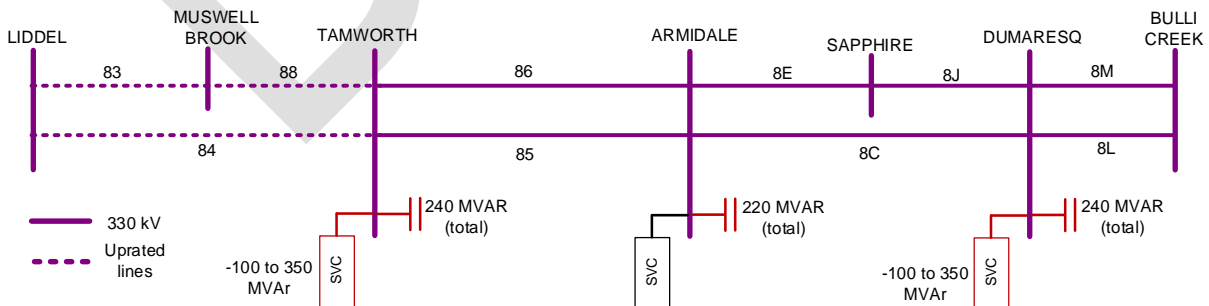 LIDDEL
MUSWELL
BROOK
TAMWORTH
ARMIDALE
SAPPHIRE
DUMARESQ
BULLI
CREEK
83
88
86
8E
8J
8M
84
85
8C
8L
330 kV
Uprated
lines
240 MVAR
(total)
220 MVAR
(total)
240 MVAR
(total)
-100 to 350
MVAr
SVC
SVC
-100 to 350
MVAr
SVC